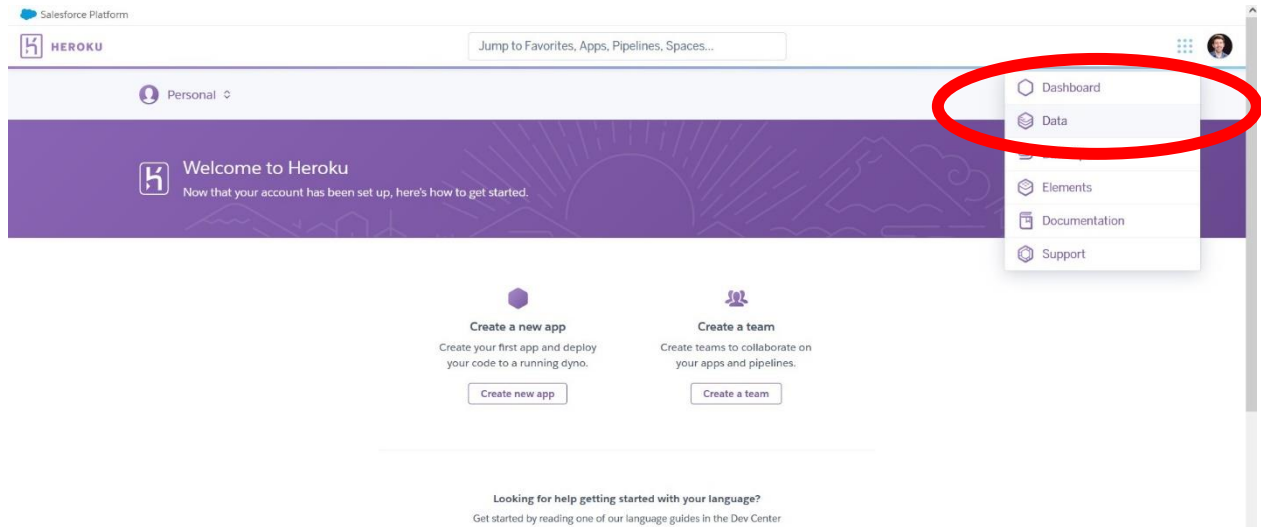 Salesforce Platform
HEROKU
Jump to Favorites, Apps, Pipelines, Spaces...
Personal
Dashboard
Data
Elements
Documentation
Support
Welcome to Heroku
Now that your account has been set up, here's how to get started.
Create a new app
Create your first app and deploy
your code to a running dyno.
Create new app
Create a team
Create teams to collaborate on
your apps and pipelines.
Create a team
Looking for help getting started with your language?
Get started by reading one of our language guides in the Dev Center